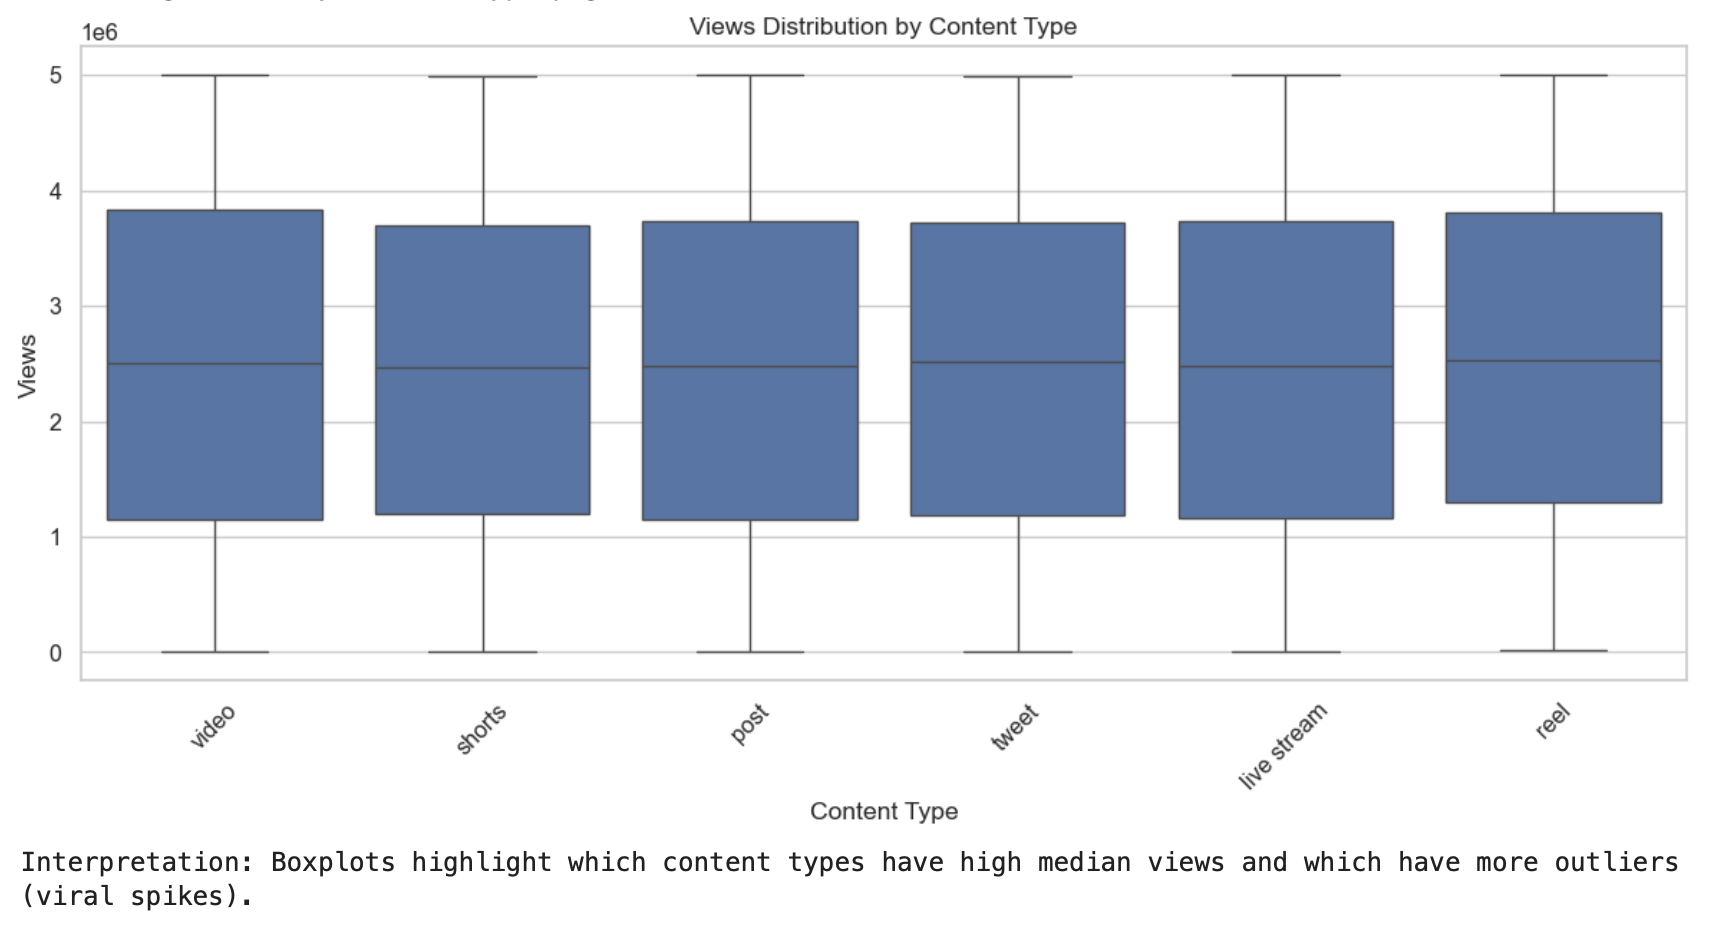 Views Distribution by Content Type
1e6
5
4
3
2
1
0
Views
video
shorts
post
tweet
live stream
reel
Content Type
Interpretation: Boxplots highlight which content types have high median views and which have more outliers
(viral spikes).